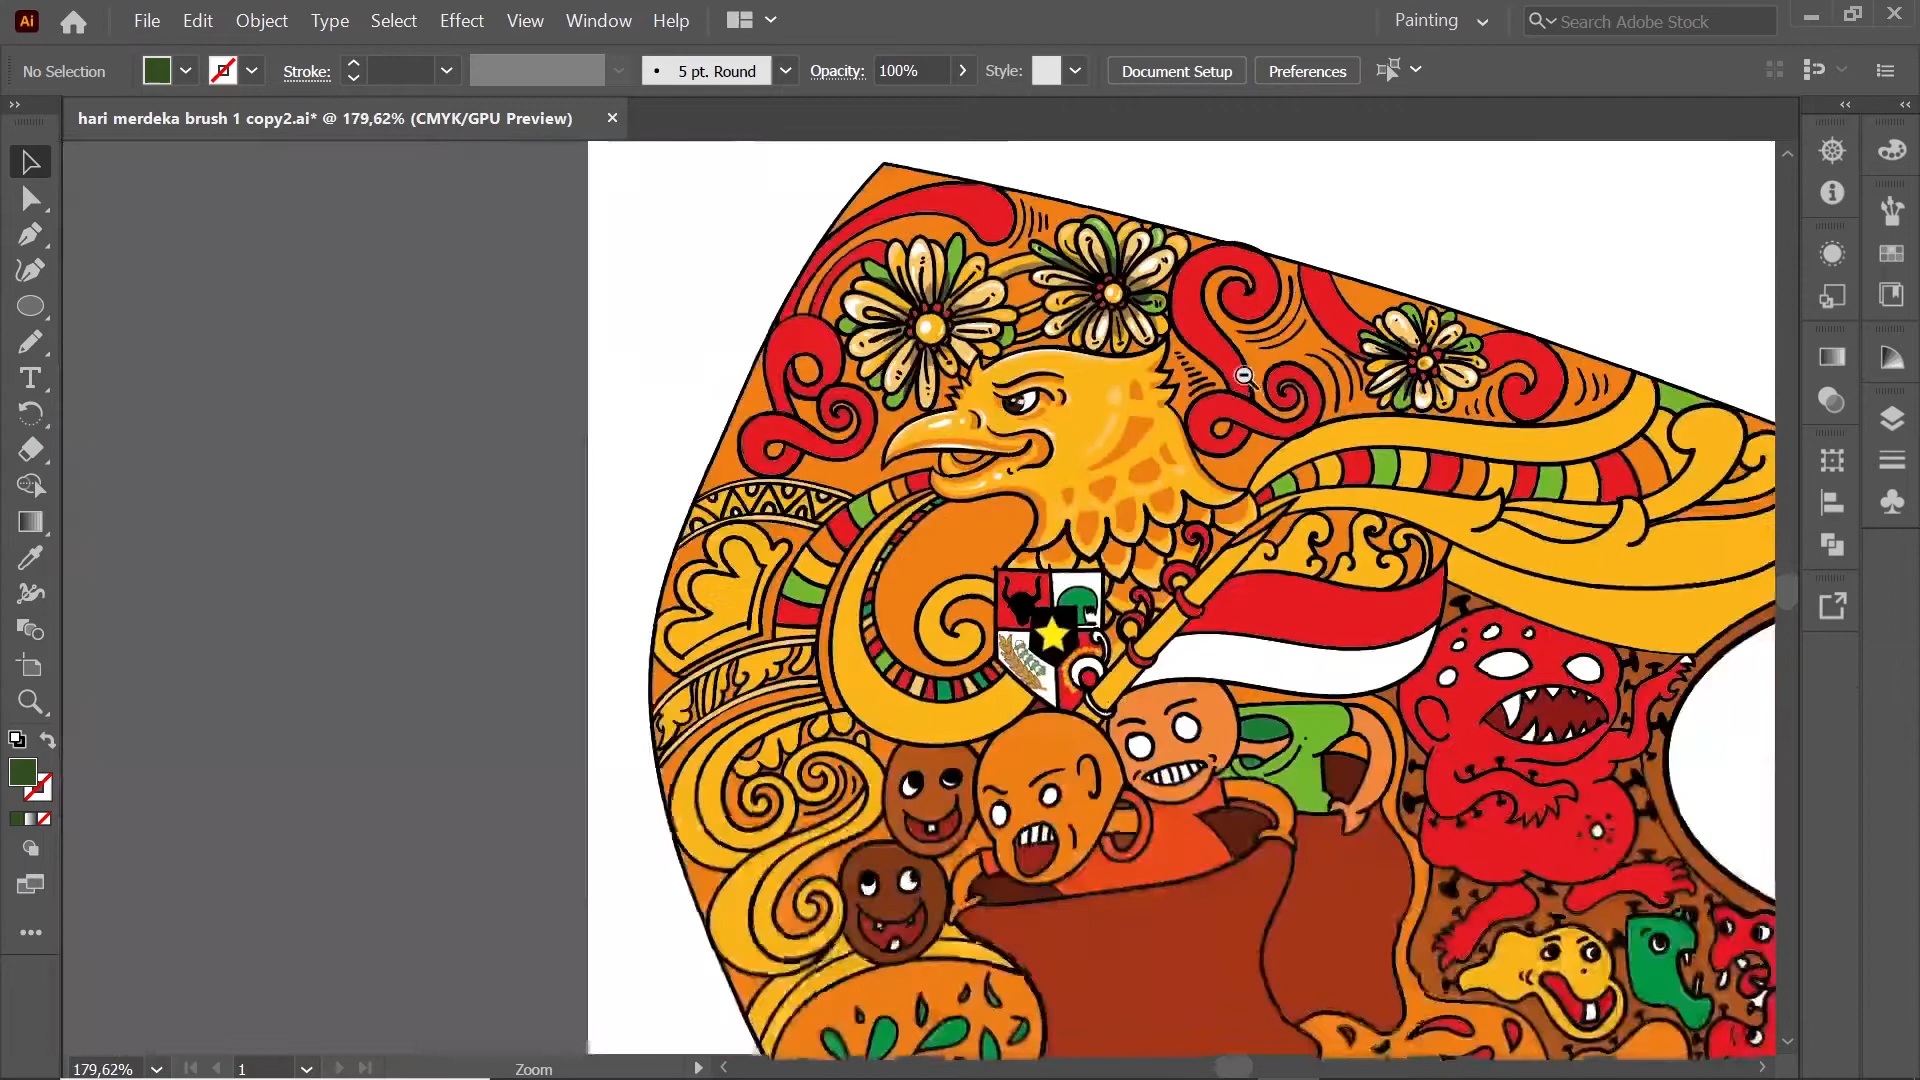 Ai File Edit Object Type Select Effect View Window Help Painting Search Adobe Stock
No Selection Stroke: 5 pt. Round Opacity: 100% Style: Document Setup Preferences
hari merdeka brush 1 copy2.ai* @ 179,62% (CMYK/GPU Preview)
179,62% 1 Zoom